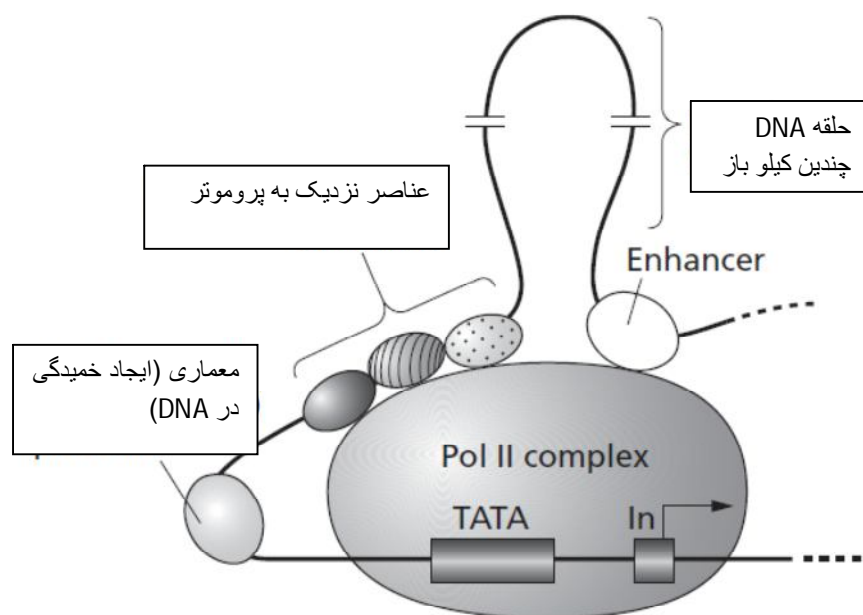 حلقه DNA
چندین کیلو باز
عناصر نزدیک به پروموتر
Enhancer
معماری (ایجاد خمیدگی
در DNA)
Pol II complex
TATA
In